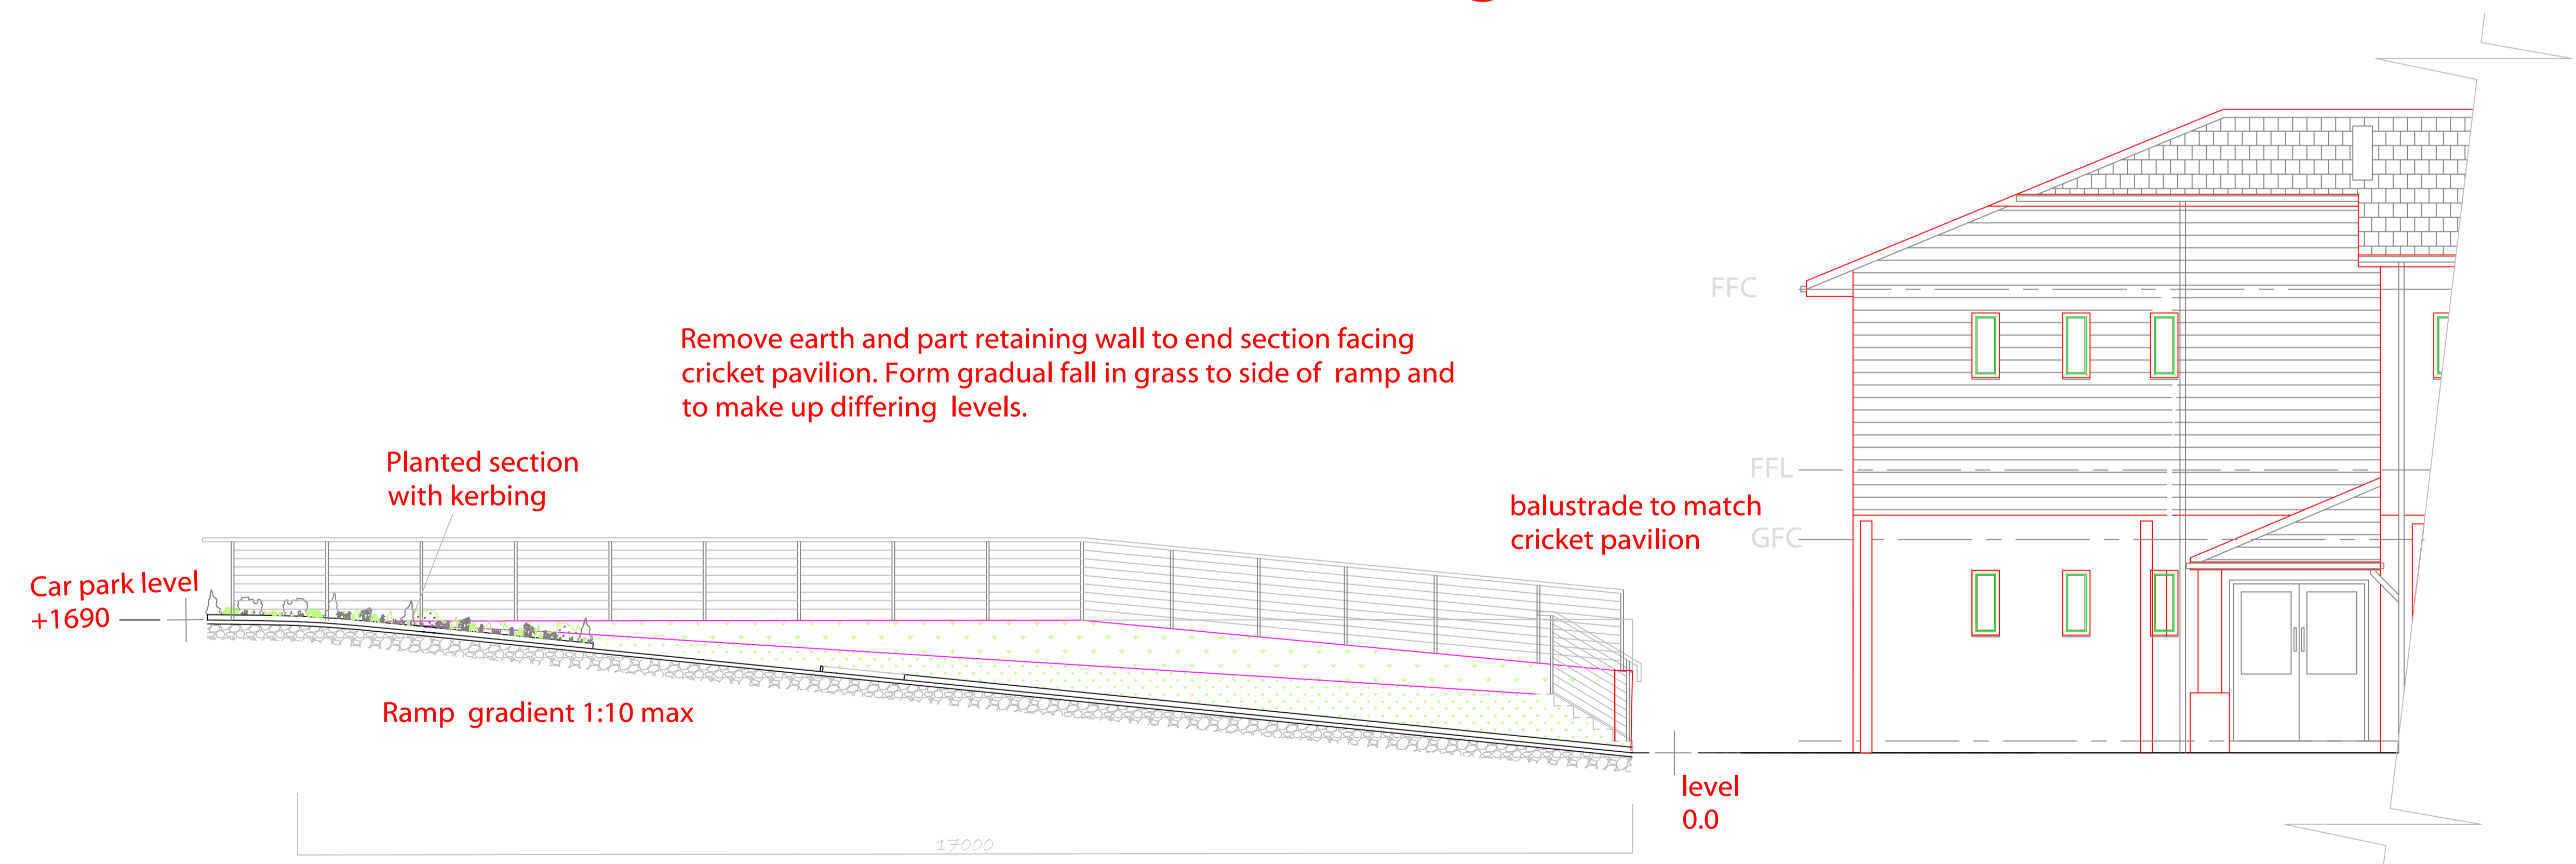 FFC
Remove earth and part retaining wall to end section facing
cricket pavilion. Form gradual fall in grass to side of ramp and
to make up differing levels.
Planted section
with kerbing
FFL
balustrade to match
cricket pavilion
GFC
Car park level
+1690
Ramp gradient 1:10 max
level
0.0
17000